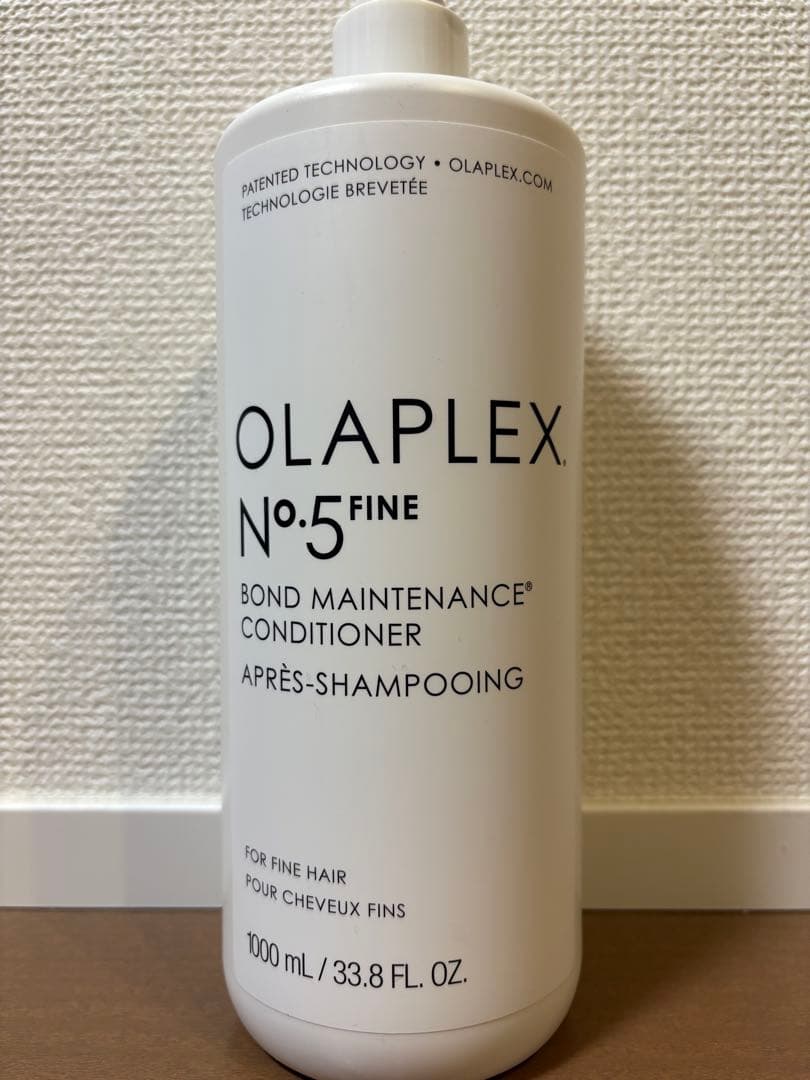 PATENTED TECHNOLOGY • OLAPLEX.COM
TECHNOLOGIE BREVETÉE
OLAPLEX.
Nº.5FINE
BOND MAINTENANCE®
CONDITIONER
APRÈS-SHAMPOOING
FOR FINE HAIR
POUR CHEVEUX FINS
1000 mL / 33.8 FL. OZ.